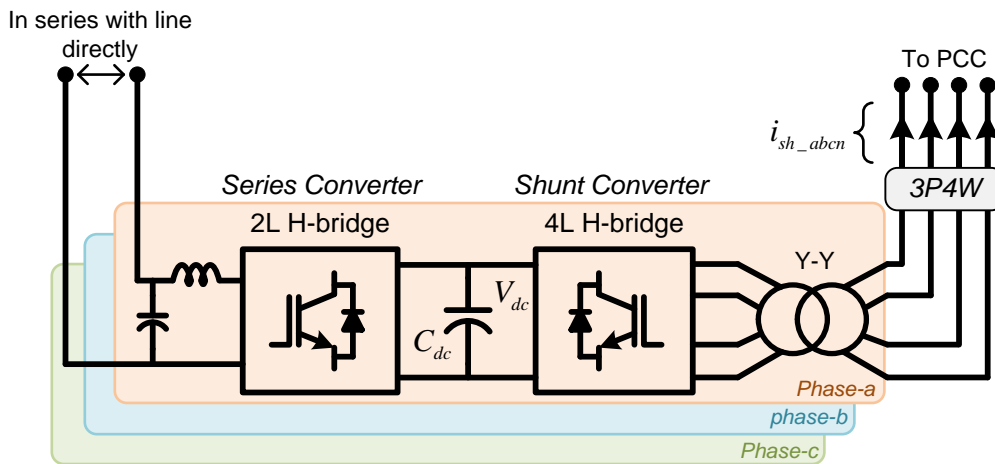 In series with line
directly
To PCC
i_sh_abcn
3P4W
Series Converter
Shunt Converter
2L H-bridge
4L H-bridge
Y-Y
V_dc
C_dc
Phase-a
phase-b
Phase-c